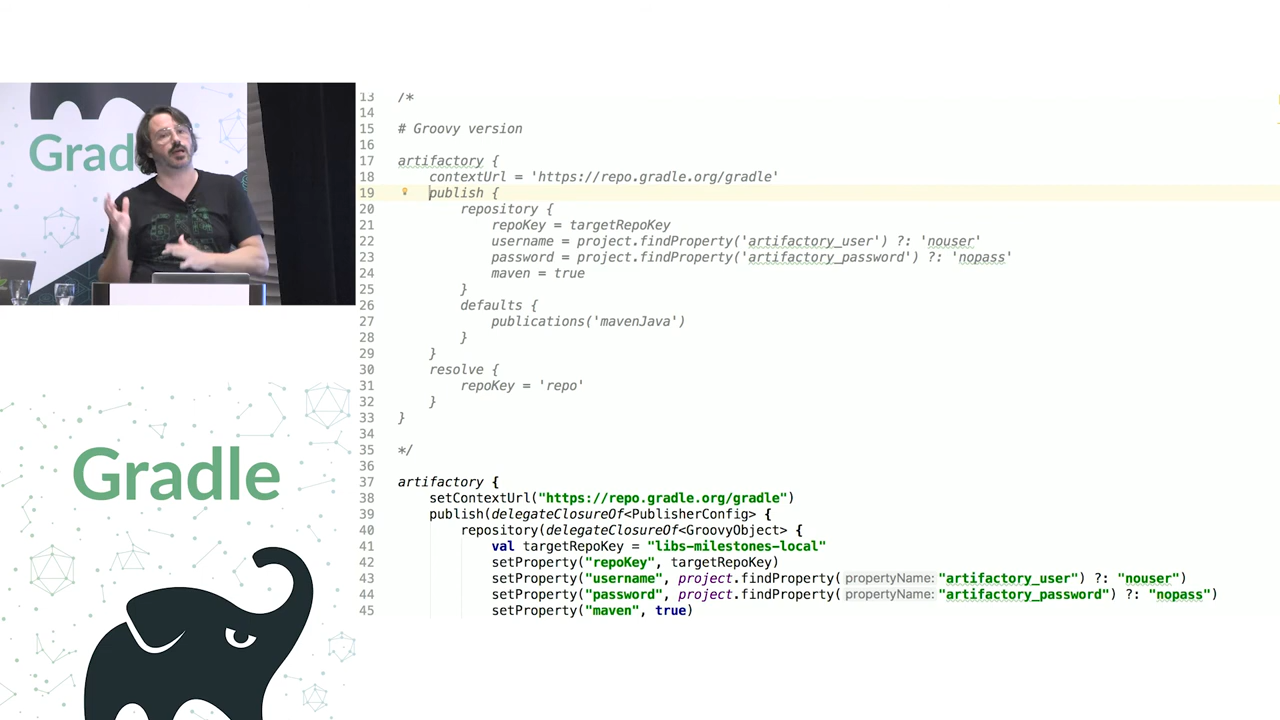 Grad
Gradle
13 /*
14
15 # Groovy version
16
17 artifactory {
18 contextUrl = 'https://repo.gradle.org/gradle'
19 publish {
20 repository {
21 repoKey = targetRepoKey
22 username = project.findProperty('artifactory_user') ?: 'nouser'
23 password = project.findProperty('artifactory_password') ?: 'nopass'
24 maven = true
25 }
26 defaults {
27 publications('mavenJava')
28 }
29 }
30 resolve {
31 repoKey = 'repo'
32 }
33 }
34
35 */
36
37 artifactory {
38 setContextUrl("https://repo.gradle.org/gradle")
39 publish(delegateClosureOf<PublisherConfig> {
40 repository(delegateClosureOf<GroovyObject> {
41 val targetRepoKey = "libs-milestones-local"
42 setProperty("repoKey", targetRepoKey)
43 setProperty("username", project.findProperty( propertyName: "artifactory_user") ?: "nouser")
44 setProperty("password", project.findProperty( propertyName: "artifactory_password") ?: "nopass")
45 setProperty("maven", true)